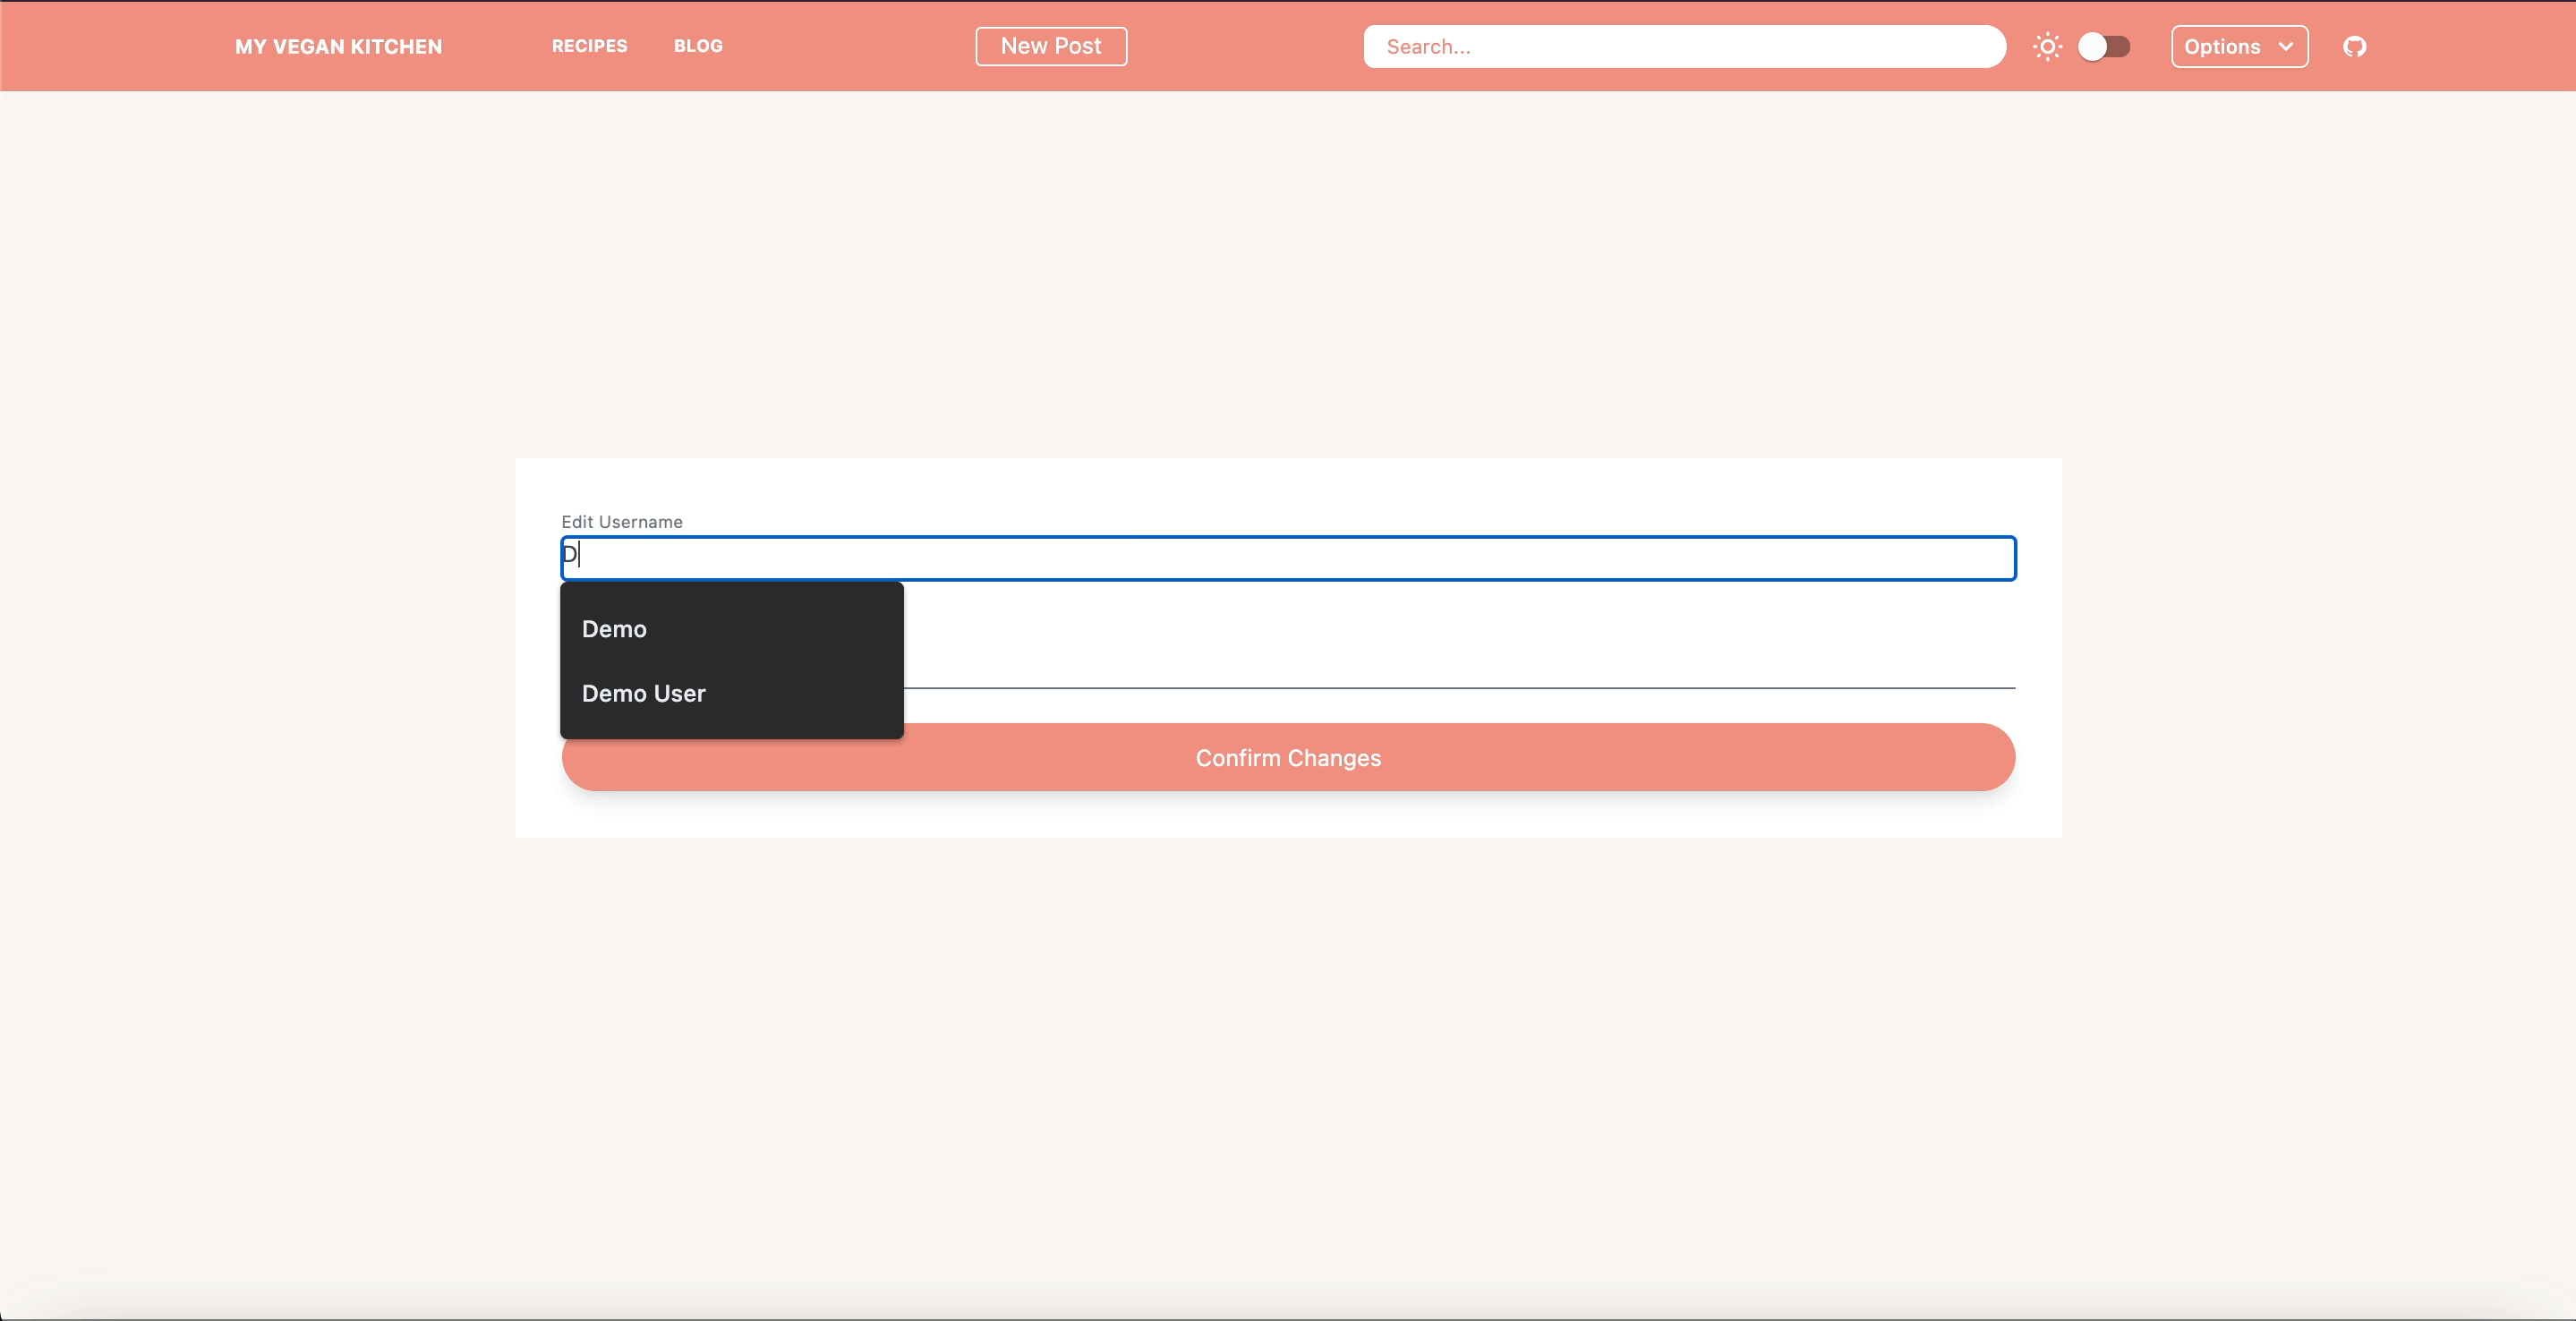 MY VEGAN KITCHEN RECIPES BLOG New Post Search... Options
Edit Username
D
Demo
Demo User
Confirm Changes